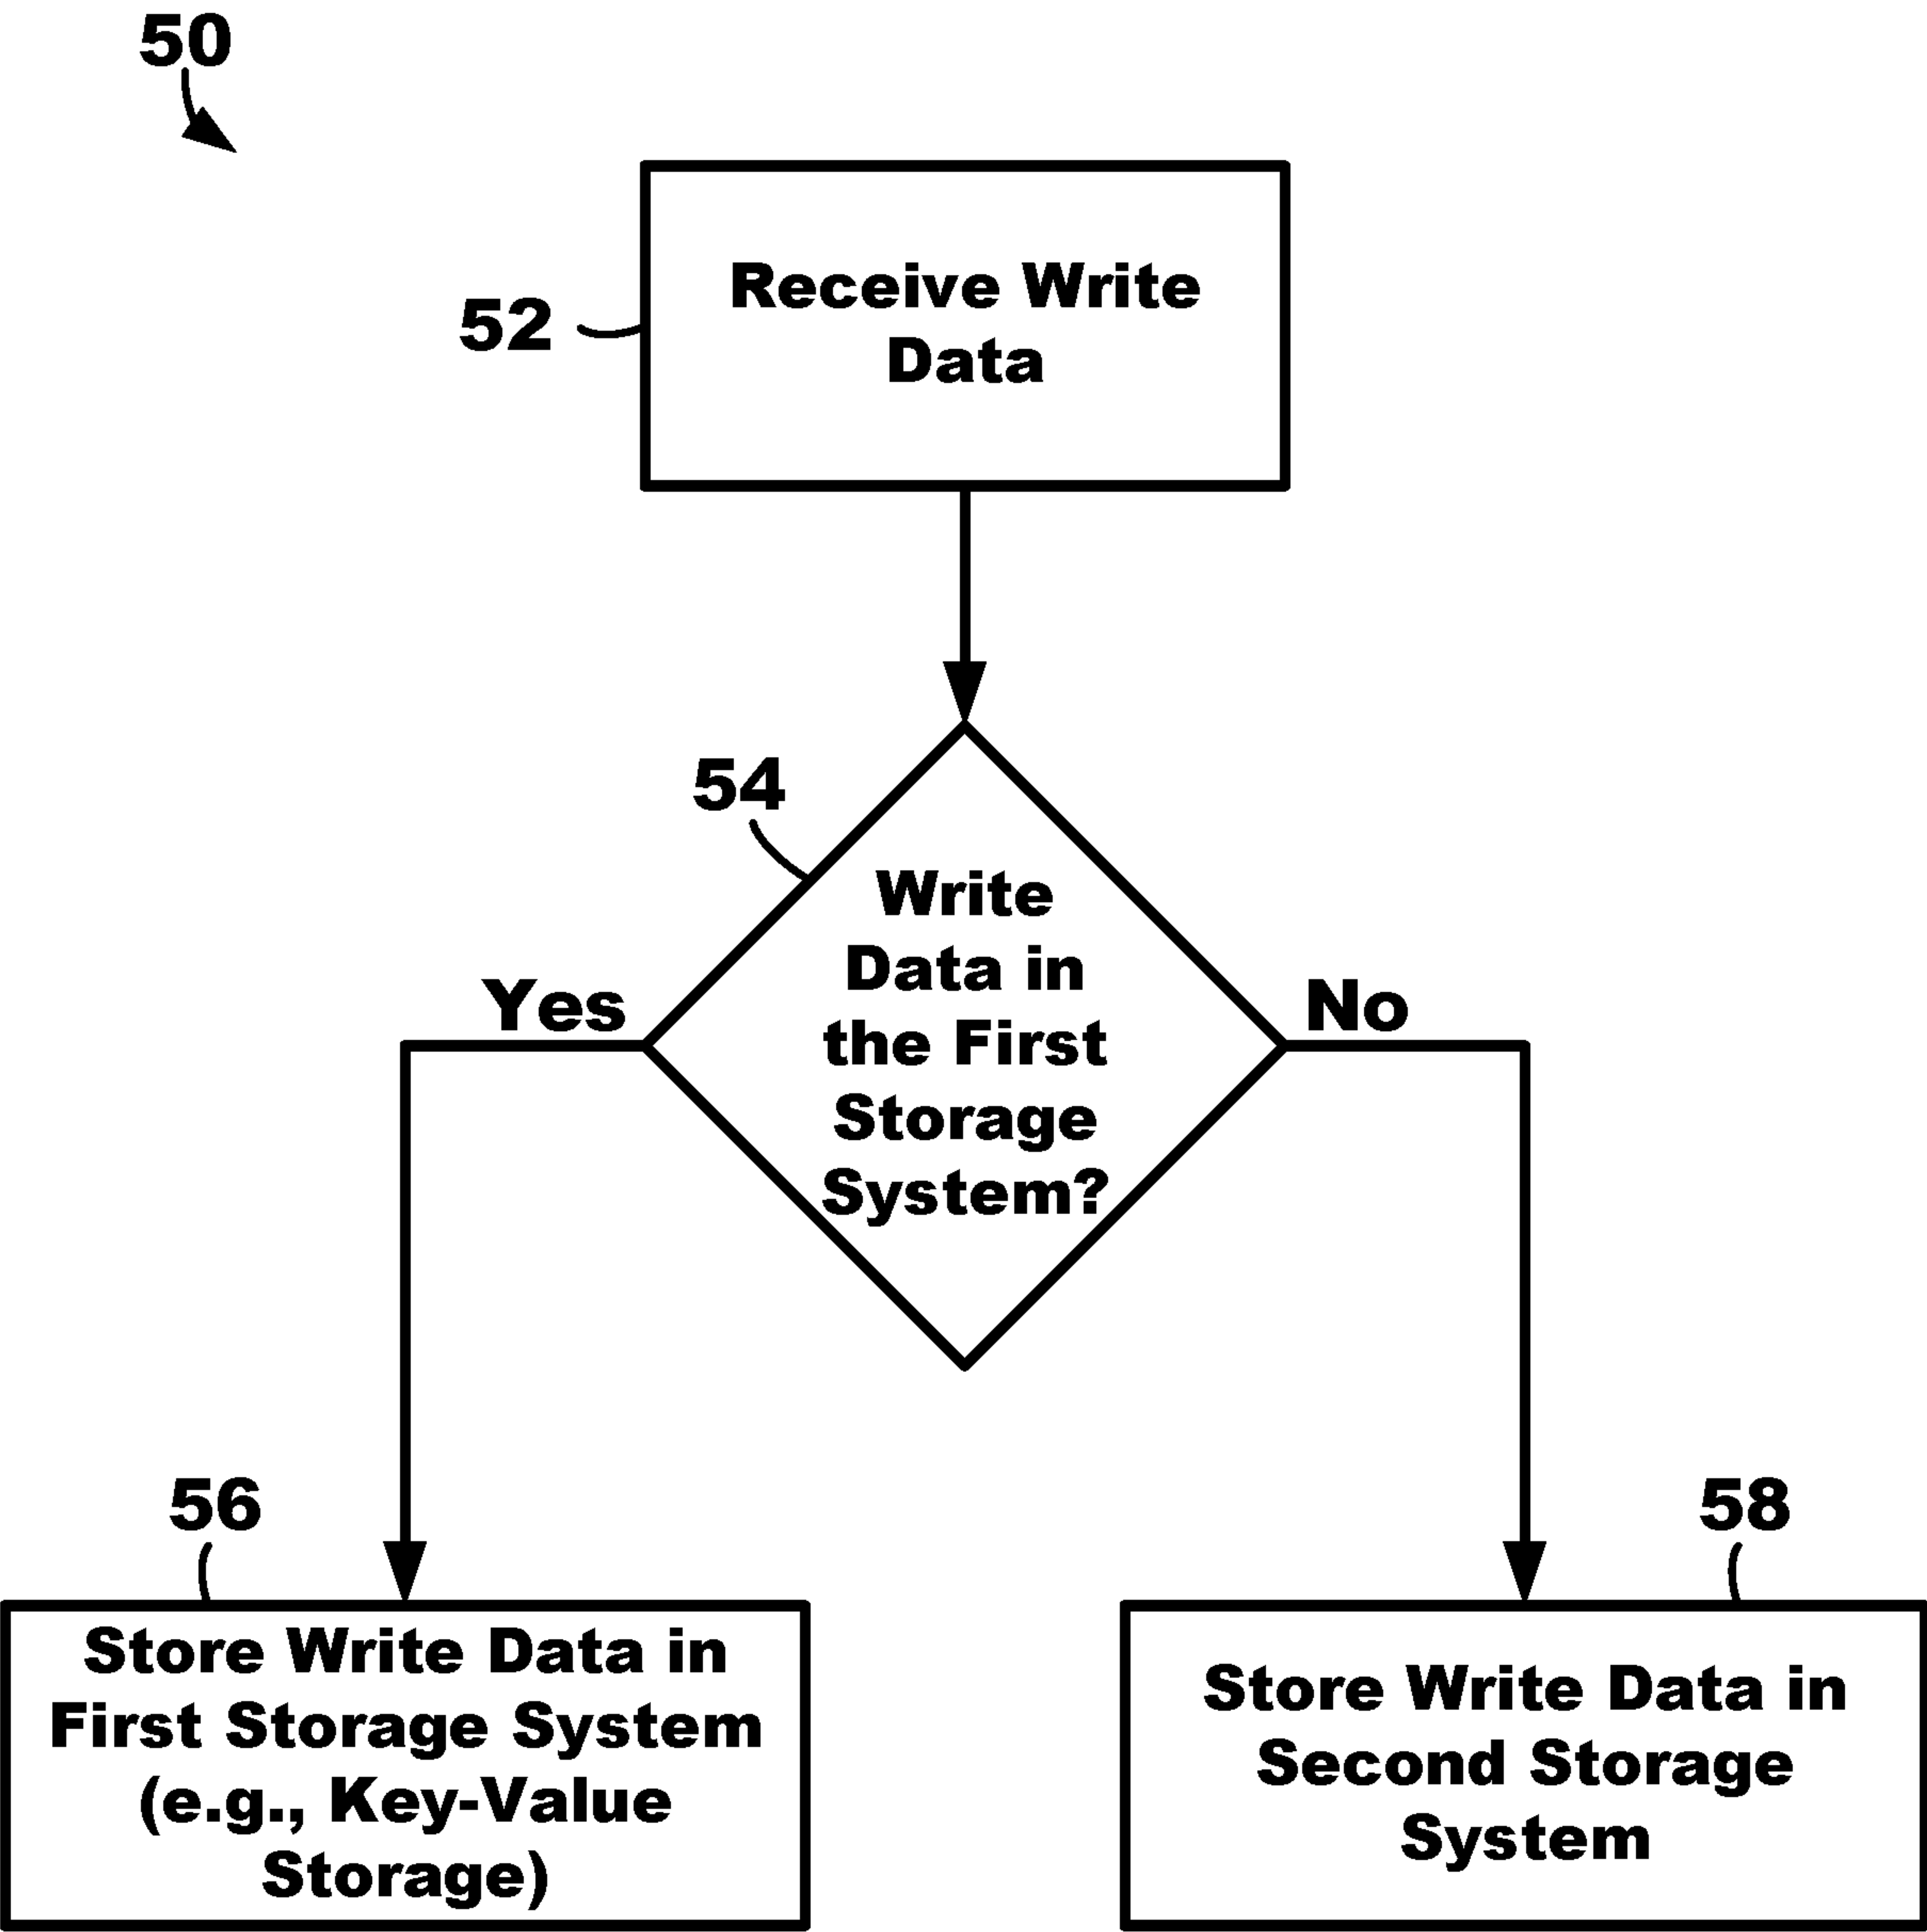 50
Receive Write
Data
52
54
Write
Data in
the First
Storage
System?
Yes
No
56
Store Write Data in
First Storage System
(e.g., Key-Value
Storage)
58
Store Write Data in
Second Storage
System